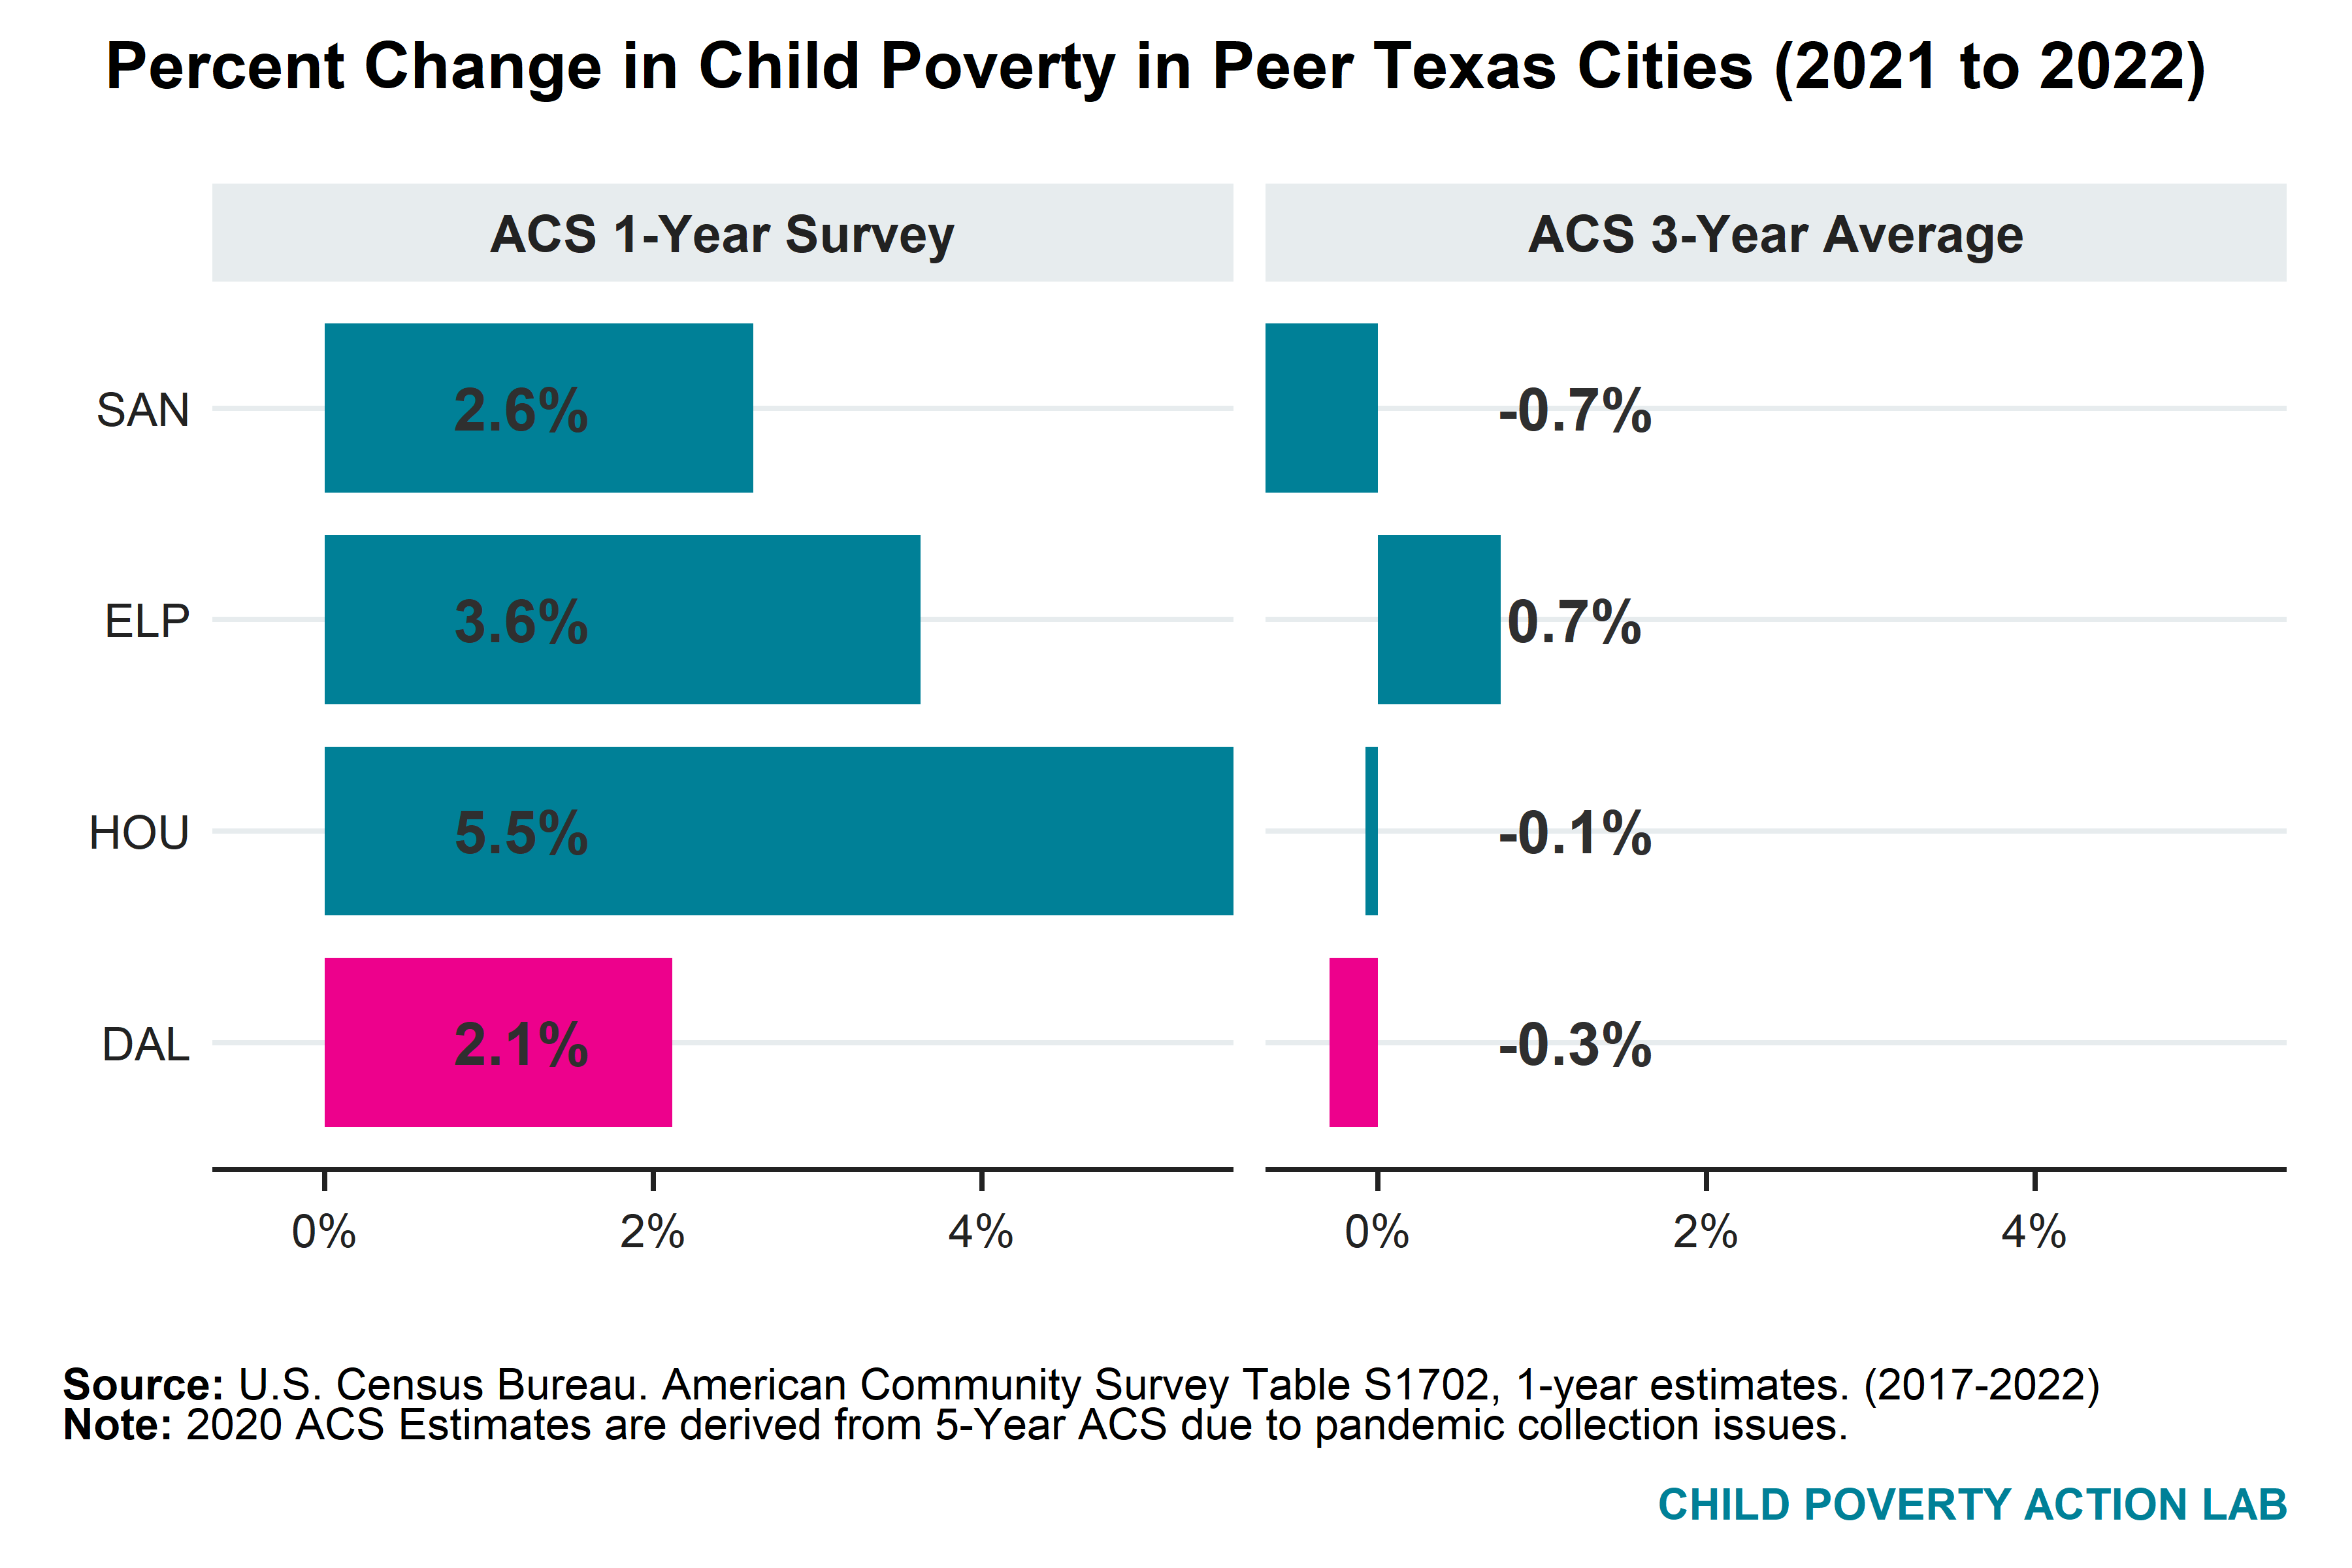 Percent Change in Child Poverty in Peer Texas Cities (2021 to 2022)
ACS 1-Year Survey
ACS 3-Year Average
SAN
2.6%
-0.7%
ELP
3.6%
0.7%
HOU
5.5%
-0.1%
DAL
2.1%
-0.3%
0%
2%
4%
0%
2%
4%
Source: U.S. Census Bureau. American Community Survey Table S1702, 1-year estimates. (2017-2022)
Note: 2020 ACS Estimates are derived from 5-Year ACS due to pandemic collection issues.
CHILD POVERTY ACTION LAB